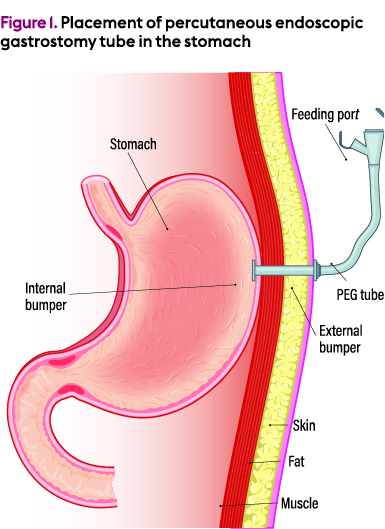 Figure 1. Placement of percutaneous endoscopic
gastrostomy tube in the stomach
Feeding port
Stomach
Internal
bumper
PEG tube
External
bumper
Skin
Fat
Muscle